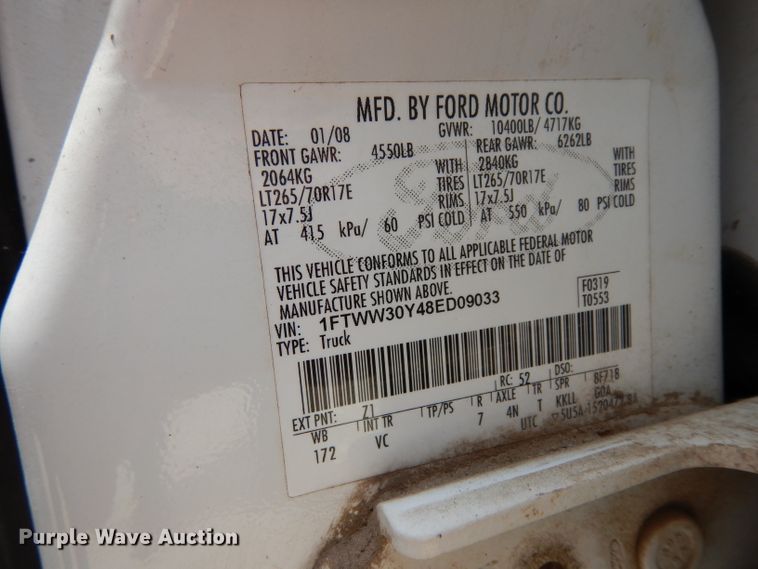 MFD. BY FORD MOTOR CO.
DATE: 01/08 GVWR: 10400LB/ 4717KG
FRONT GAWR: 4550LB REAR GAWR: 6262LB
2064KG WITH 2840KG WITH
LT265/70R17E TIRES LT265/70R17E TIRES
17x7.5J RIMS 17x7.5J RIMS
AT 415 kPa/ 60 PSI COLD AT 550 kPa/ 80 PSI COLD
THIS VEHICLE CONFORMS TO ALL APPLICABLE FEDERAL MOTOR
VEHICLE SAFETY STANDARDS IN EFFECT ON THE DATE OF
MANUFACTURE SHOWN ABOVE.
F0319
VIN: 1FTWW30Y48ED09033
T0553
TYPE: Truck
EXT PNT: Z1 RC: 52 DSO:
WB INT TR TP/PS R AXLE TR SPR BF71B
172 VC 7 4N T KKLL GOA
UTC
Purple Wave Auction